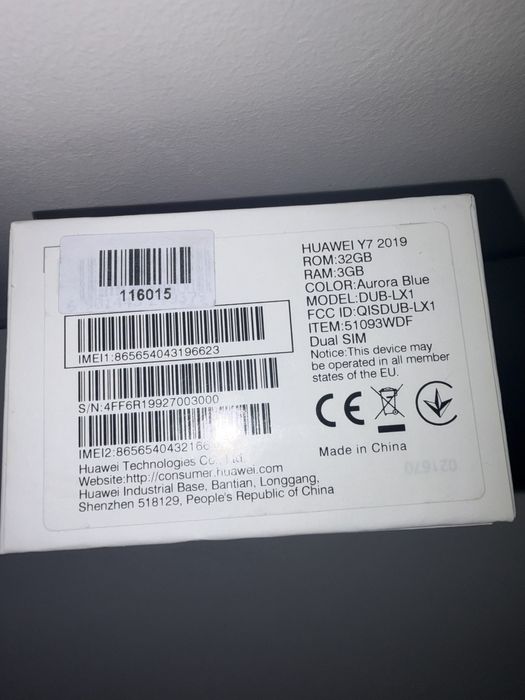 116015
IMEI1:865654043196623
S/N:4FF6R19927003000
Huawei Technologies
Website:http://consumer.huawei.com
Huawei Industrial Base, Bantian, Longgang,
Shenzhen 518129, People's Republic of China
HUAWEI Y7 2019
ROM:32GB
RAM:3GB
COLOR:Aurora Blue
MODEL:DUB-LX1
FCC ID:QISDUB-LX1
ITEM:51093WDF
Dual SIM
Notice:This device may
be operated in all member
states of the EU.
CE
Made in China
021670